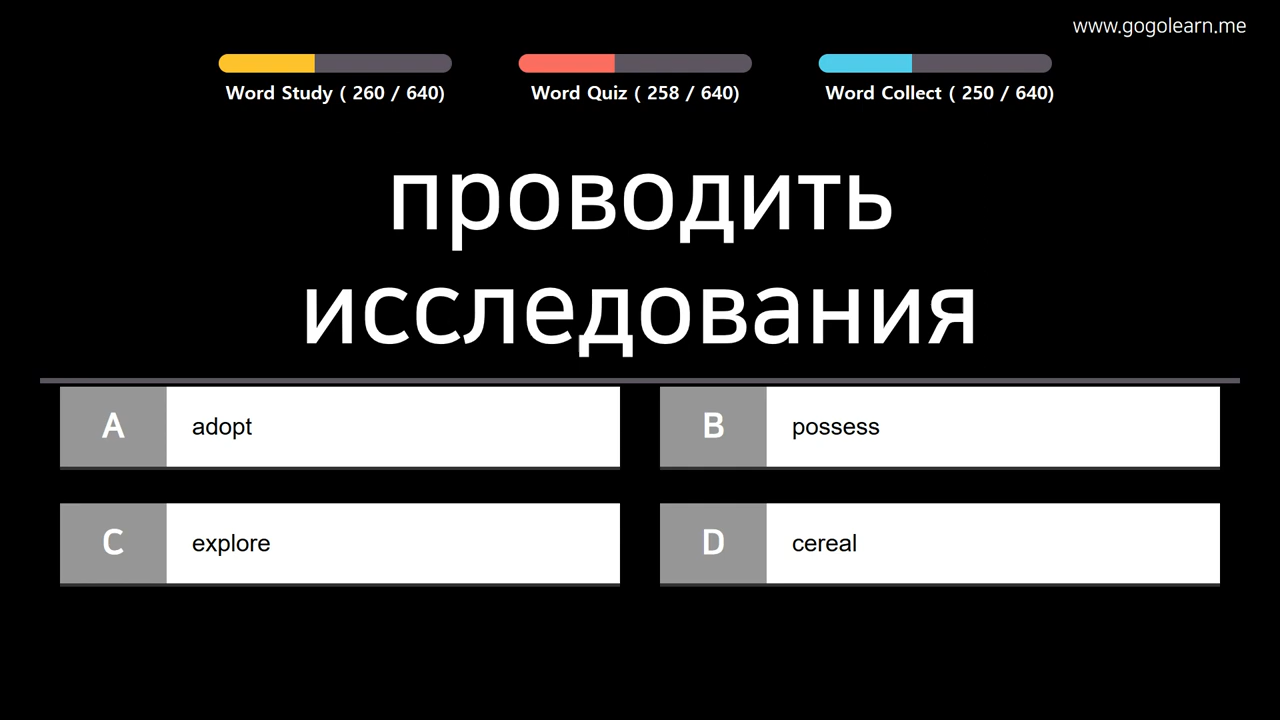 www.gogolearn.me
Word Study ( 260 / 640)
Word Quiz ( 258 / 640)
Word Collect ( 250 / 640)
проводить
исследования
A adopt
B possess
C explore
D cereal